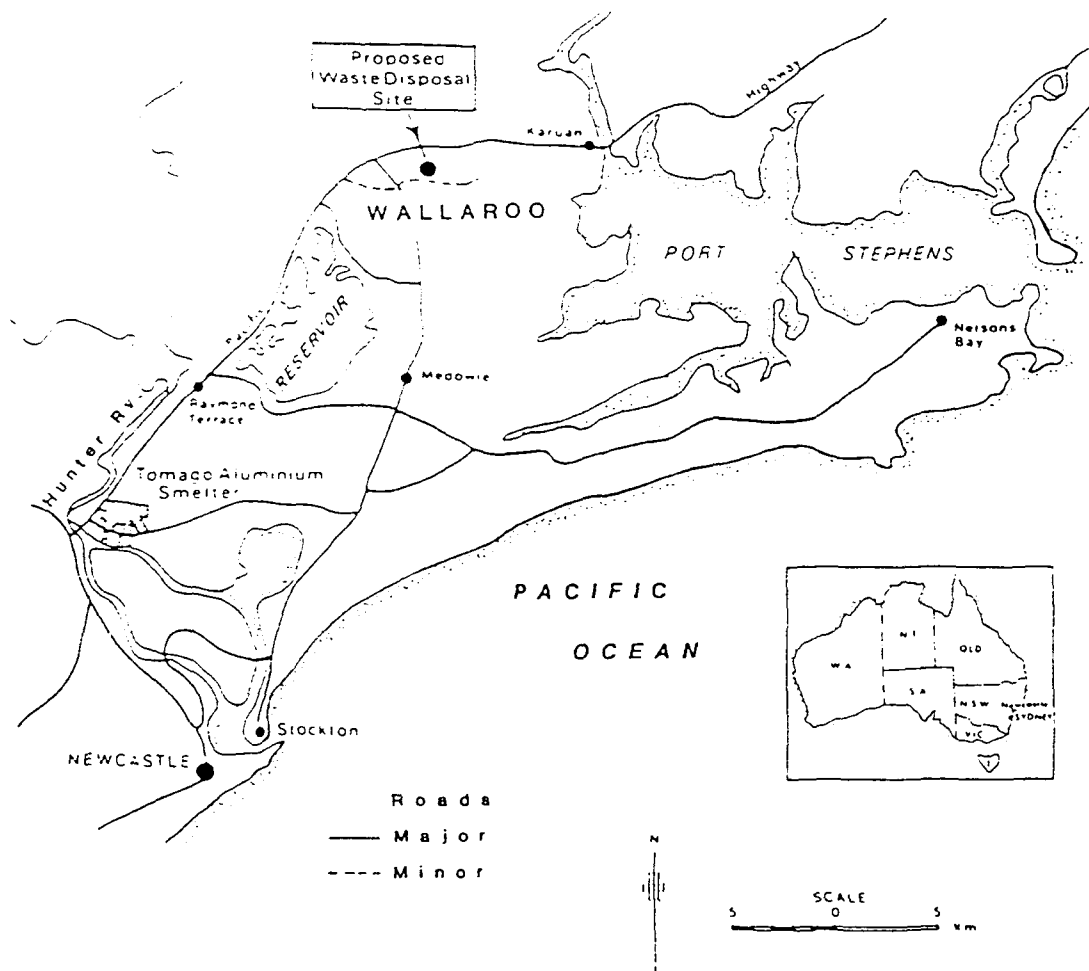 Proposed
Waste Disposal
Site
Highway
Karuan
WALLAROO
PORT STEPHENS
RESERVOIR
Nelsons
Bay
Medowie
Raymond
Terrace
Hunter Rv.
Tomago Aluminium
Smelter
PACIFIC
OCEAN
WA
NT
QLD
SA
NSW
SYDNEY
VIC
Stockton
NEWCASTLE
Roads
Major
Minor
N
SCALE
5 0 5
km